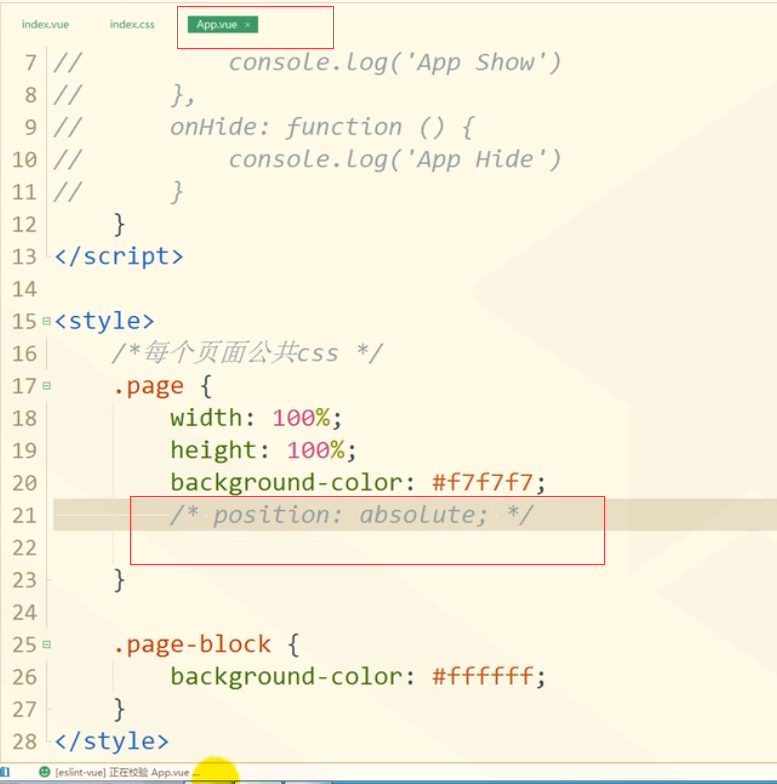 index.vue index.css App.vue ×
7 // console.log('App Show')
8 // },
9 // onHide: function () {
10 // console.log('App Hide')
11 // }
12 }
13 </script>
14
15 <style>
16 /*每个页面公共css */
17 .page {
18 width: 100%;
19 height: 100%;
20 background-color: #f7f7f7;
21 /* position: absolute; */
22
23 }
24
25 .page-block {
26 background-color: #ffffff;
27 }
28 </style>
[eslint-vue] 正在校验 App.vue ...